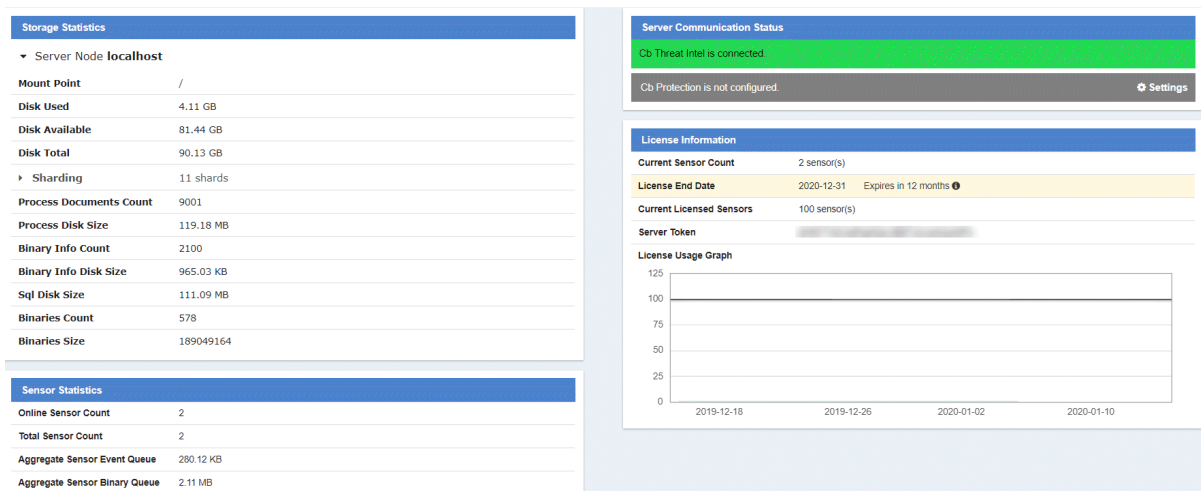 Storage Statistics
Server Node localhost
Mount Point /
Disk Used 4.11 GB
Disk Available 81.44 GB
Disk Total 90.13 GB
Sharding 11 shards
Process Documents Count 9001
Process Disk Size 119.18 MB
Binary Info Count 2100
Binary Info Disk Size 965.03 KB
Sql Disk Size 111.09 MB
Binaries Count 578
Binaries Size 189049164
Sensor Statistics
Online Sensor Count 2
Total Sensor Count 2
Aggregate Sensor Event Queue 280.12 KB
Aggregate Sensor Binary Queue 2.11 MB
Server Communication Status
Cb Threat Intel is connected.
Cb Protection is not configured. Settings
License Information
Current Sensor Count 2 sensor(s)
License End Date 2020-12-31 Expires in 12 months
Current Licensed Sensors 100 sensor(s)
Server Token
License Usage Graph
125
100
75
50
25
0
2019-12-18 2019-12-26 2020-01-02 2020-01-10